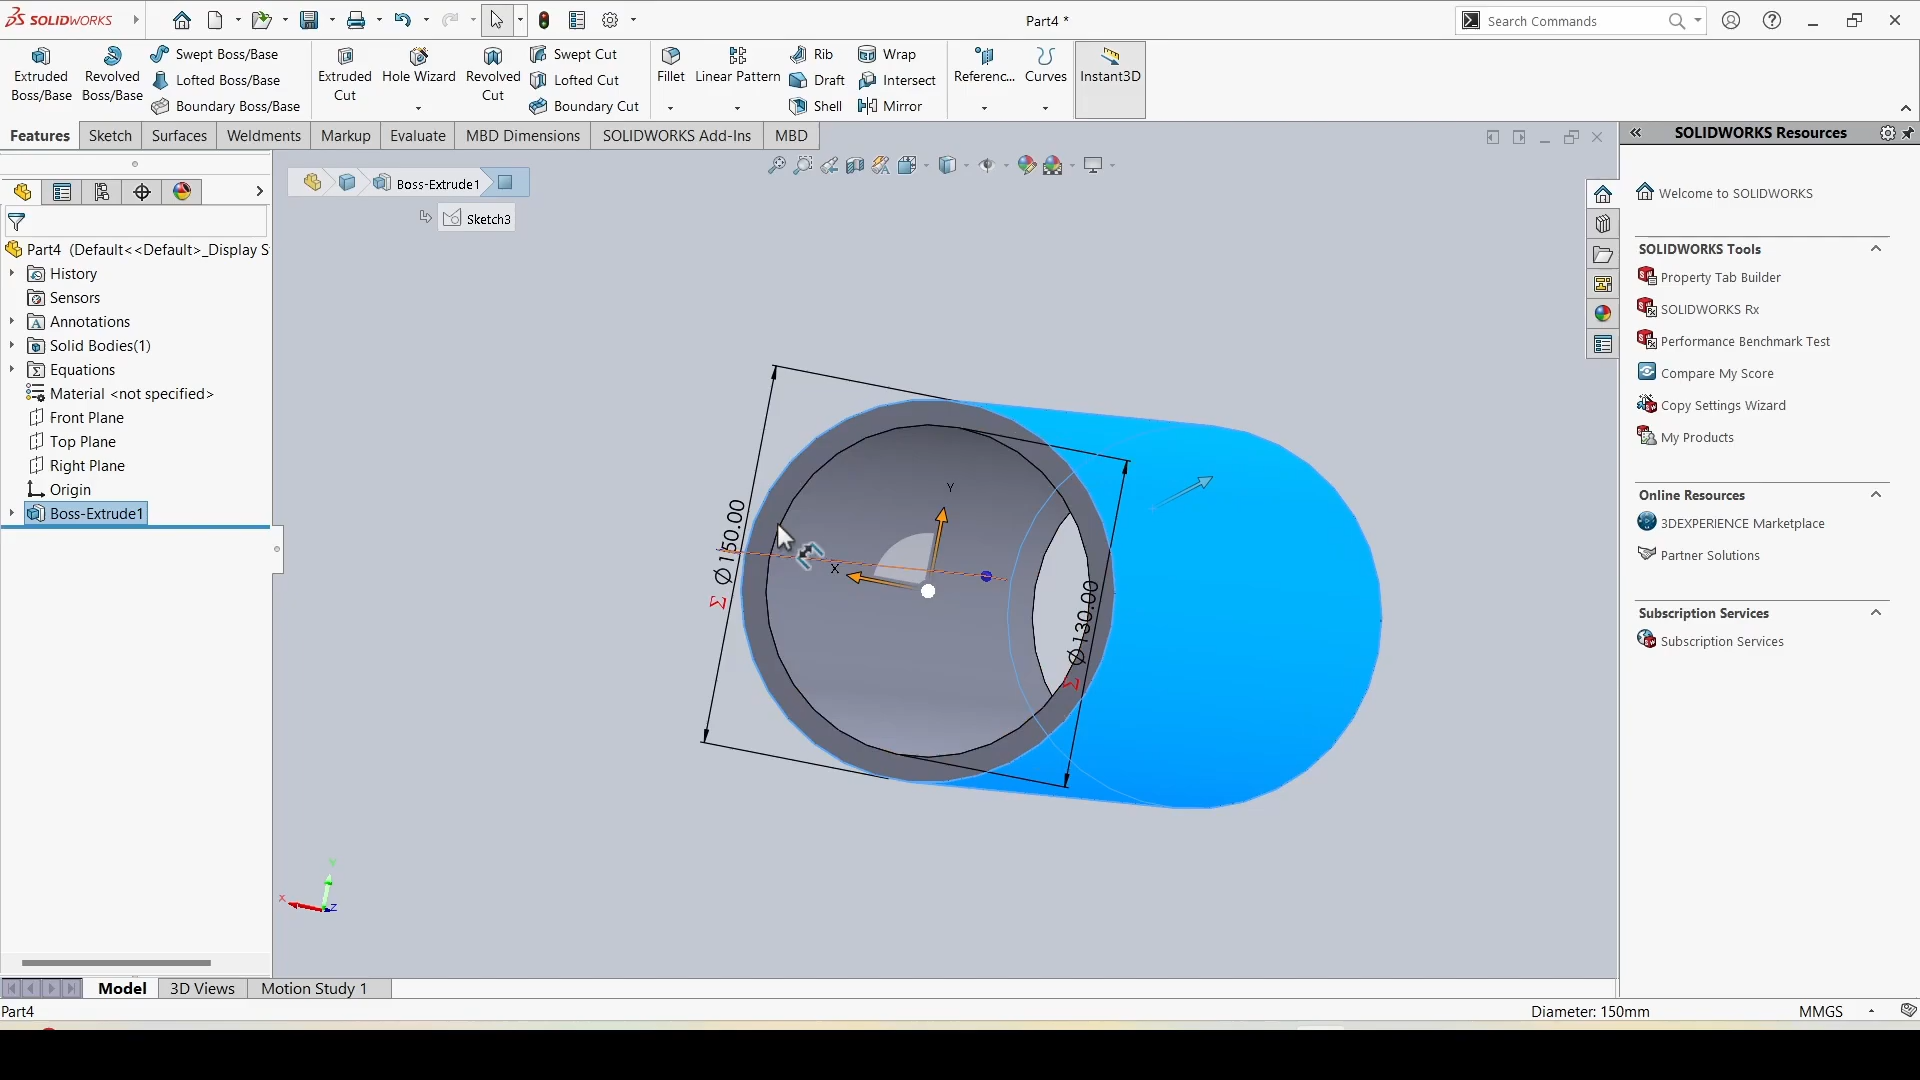 SOLIDWORKS
Part4 *
Search Commands
Extruded Boss/Base
Revolved Boss/Base
Swept Boss/Base
Lofted Boss/Base
Boundary Boss/Base
Extruded Cut
Hole Wizard
Revolved Cut
Swept Cut
Lofted Cut
Boundary Cut
Fillet
Linear Pattern
Rib
Draft
Shell
Wrap
Intersect
Mirror
Referenc...
Curves
Instant3D
Features
Sketch
Surfaces
Weldments
Markup
Evaluate
MBD Dimensions
SOLIDWORKS Add-Ins
MBD
Part4 (Default<<Default>_Display S
History
Sensors
Annotations
Solid Bodies(1)
Equations
Material <not specified>
Front Plane
Top Plane
Right Plane
Origin
Boss-Extrude1
Boss-Extrude1
Sketch3
Σ Ø 150.00
Σ Ø 130.00
Y
X
Y
X
Z
SOLIDWORKS Resources
Welcome to SOLIDWORKS
SOLIDWORKS Tools
Property Tab Builder
SOLIDWORKS Rx
Performance Benchmark Test
Compare My Score
Copy Settings Wizard
My Products
Online Resources
3DEXPERIENCE Marketplace
Partner Solutions
Subscription Services
Subscription Services
Model
3D Views
Motion Study 1
Part4
Diameter: 150mm
MMGS